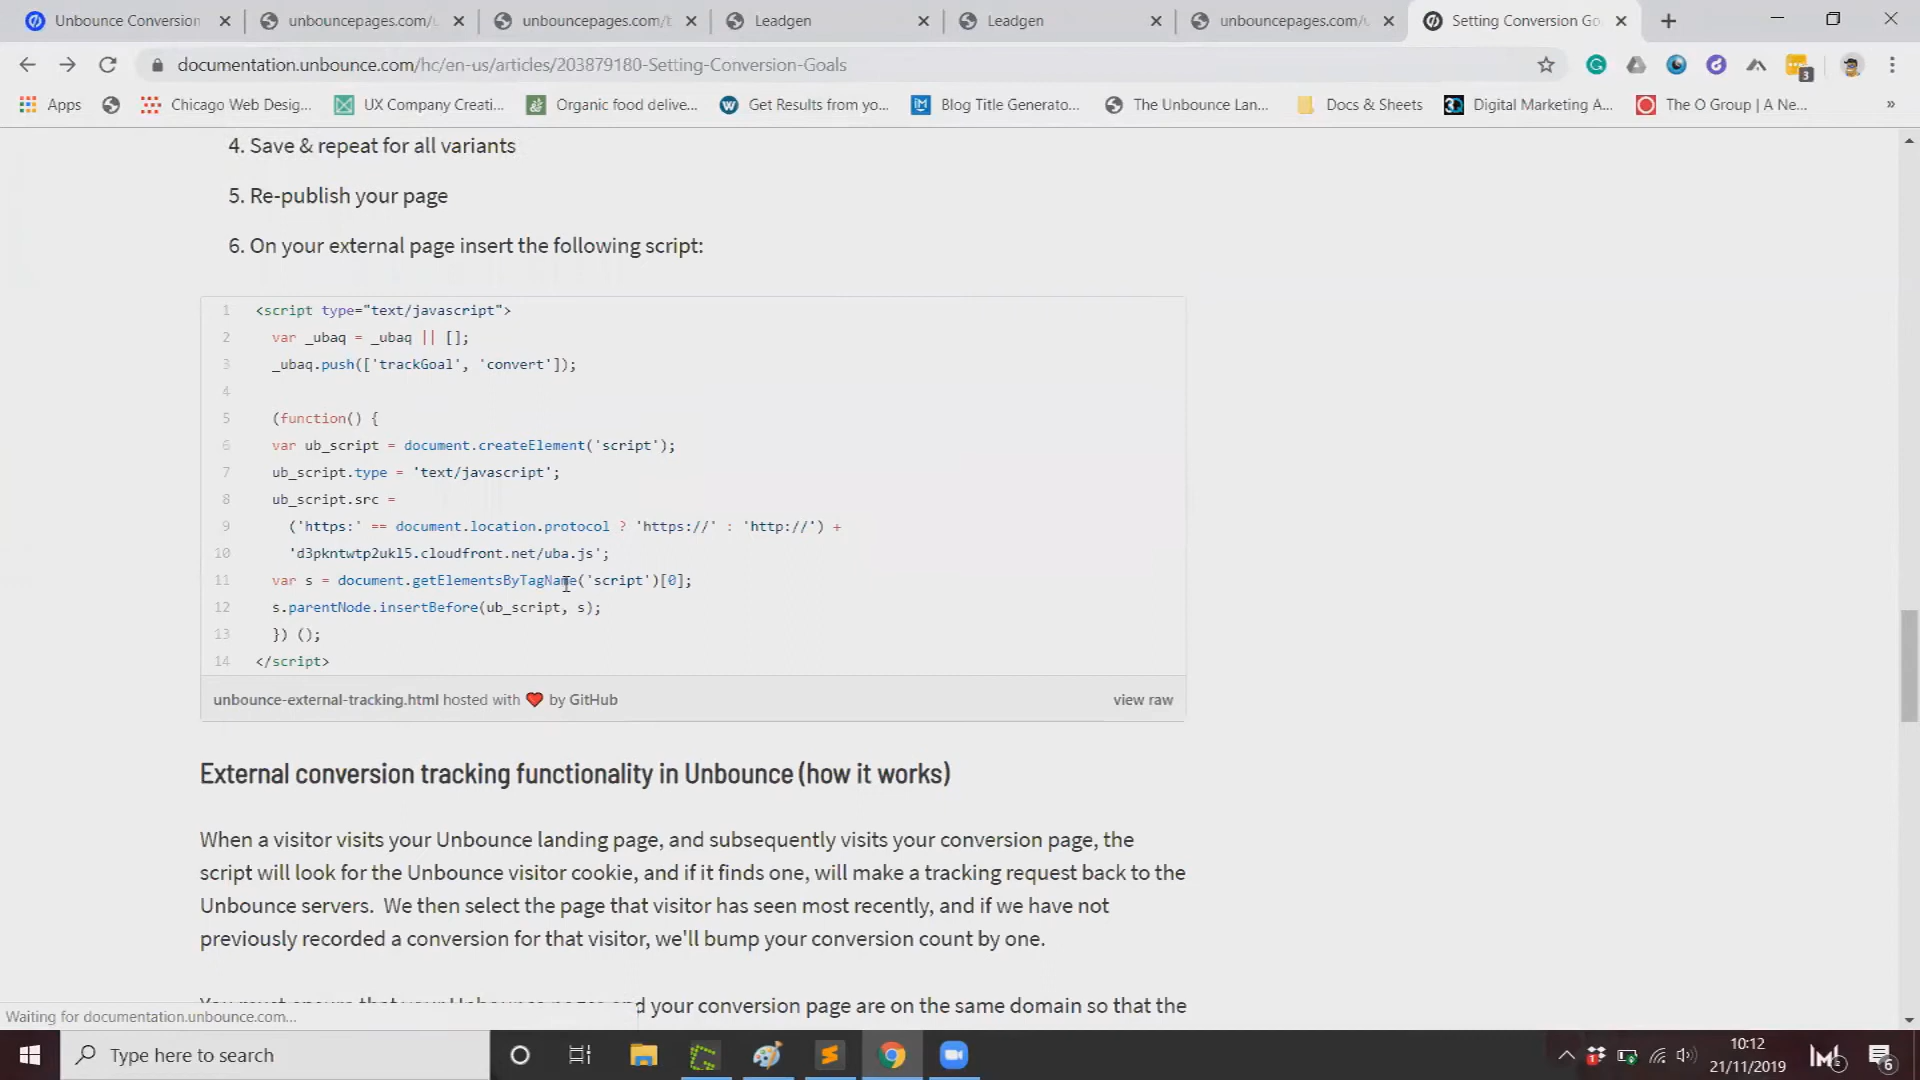 Unbounce Conversion
unbouncepages.com/
unbouncepages.com/
Leadgen
Leadgen
unbouncepages.com/
Setting Conversion Go
documentation.unbounce.com/hc/en-us/articles/203879180-Setting-Conversion-Goals
3
Apps
Chicago Web Desig...
UX Company Creati...
Organic food delive...
Get Results from yo...
Blog Title Generato...
The Unbounce Lan...
Docs & Sheets
Digital Marketing A...
The O Group | A Ne...
»
4. Save & repeat for all variants
5. Re-publish your page
6. On your external page insert the following script:
1 <script type="text/javascript">
2 var _ubaq = _ubaq || [];
3 _ubaq.push(['trackGoal', 'convert']);
4
5 (function() {
6 var ub_script = document.createElement('script');
7 ub_script.type = 'text/javascript';
8 ub_script.src =
9 ('https:' == document.location.protocol ? 'https://' : 'http://') +
10 'd3pkntwtp2ukl5.cloudfront.net/uba.js';
11 var s = document.getElementsByTagName('script')[0];
12 s.parentNode.insertBefore(ub_script, s);
13 }) ();
14 </script>
unbounce-external-tracking.html hosted with ❤ by GitHub
view raw
External conversion tracking functionality in Unbounce (how it works)
When a visitor visits your Unbounce landing page, and subsequently visits your conversion page, the
script will look for the Unbounce visitor cookie, and if it finds one, will make a tracking request back to the
Unbounce servers. We then select the page that visitor has seen most recently, and if we have not
previously recorded a conversion for that visitor, we'll bump your conversion count by one.
your conversion page are on the same domain so that the
Waiting for documentation.unbounce.com...
Type here to search
10:12
21/11/2019
6